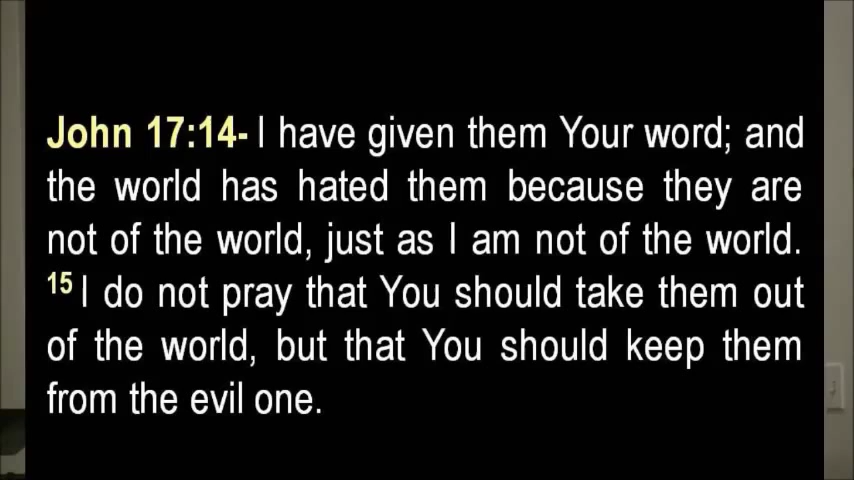 John 17:14- I have given them Your word; and
the world has hated them because they are
not of the world, just as I am not of the world.
15 I do not pray that You should take them out
of the world, but that You should keep them
from the evil one.